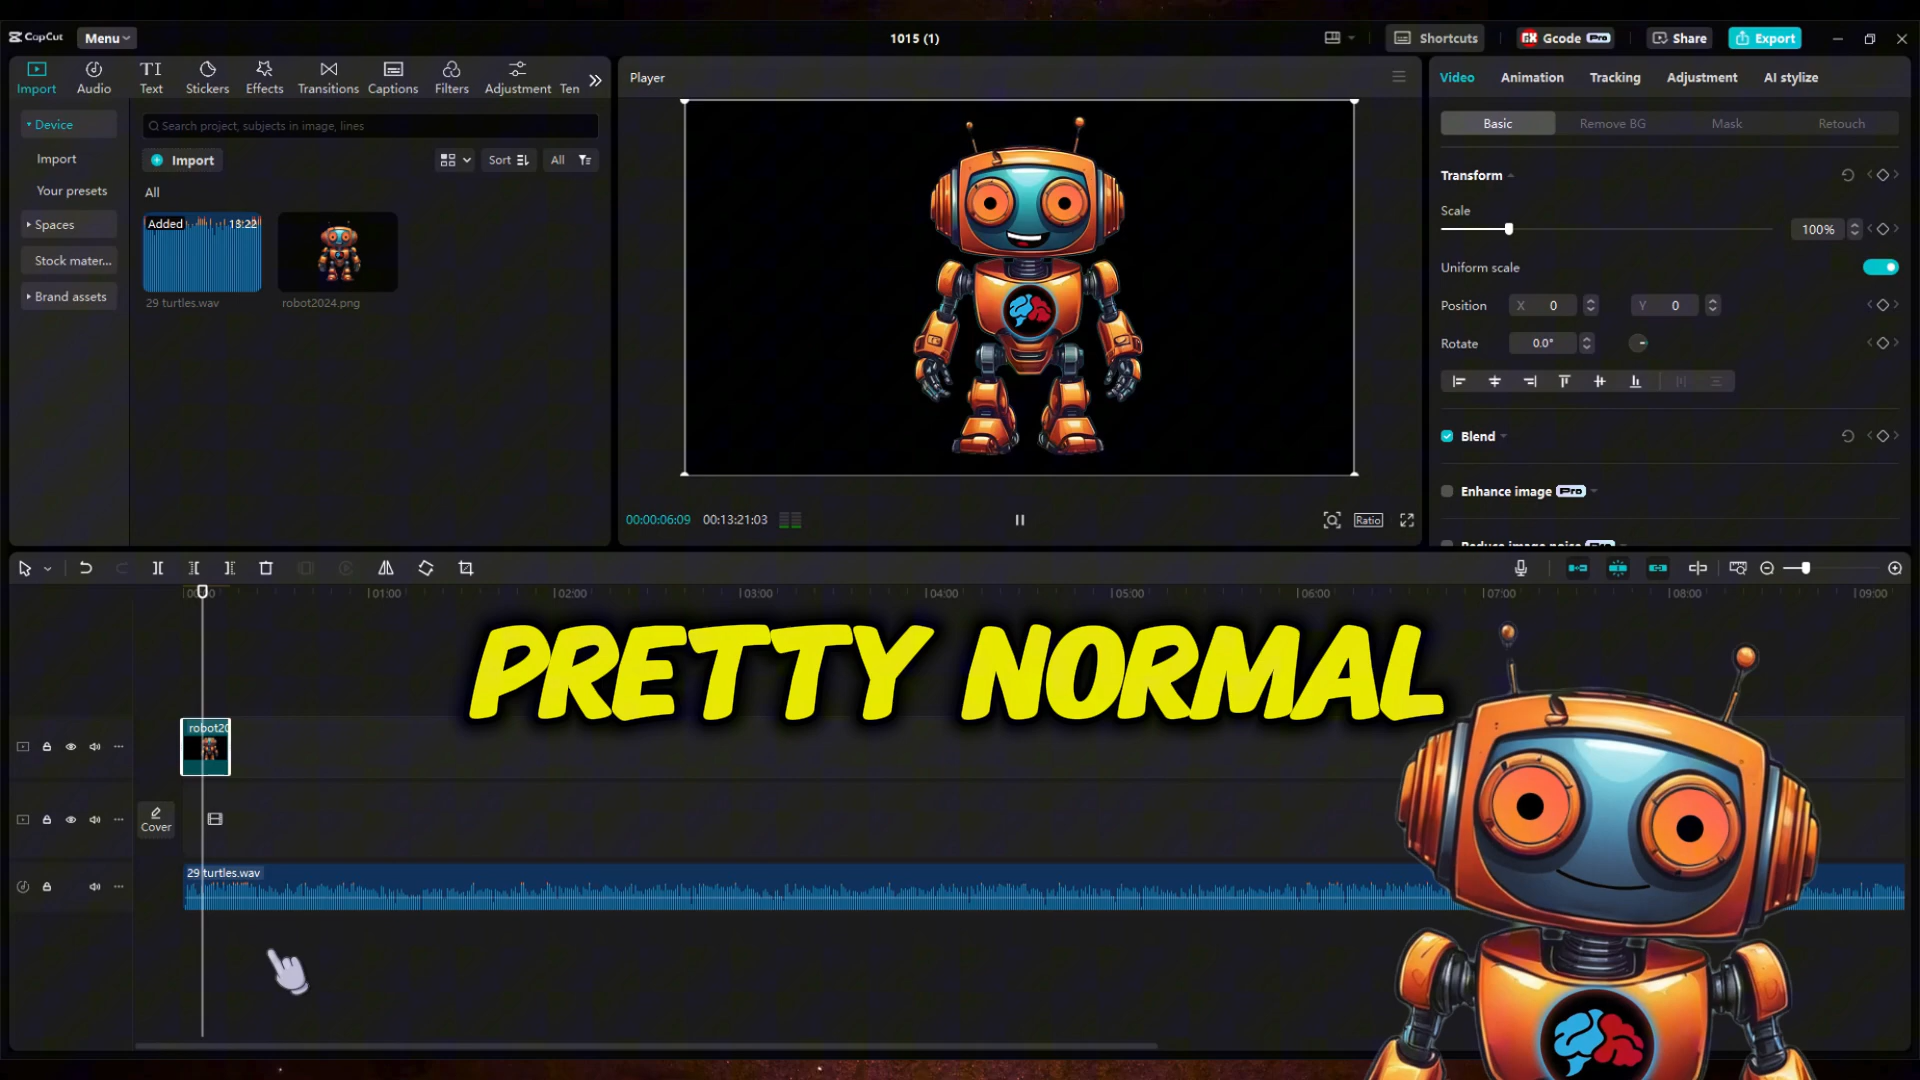 CapCut
Menu
1015 (1)
Shortcuts
Gcode Pro
Share
Export
Import
Audio
TI
Text
Stickers
Effects
Transitions
Captions
Filters
Adjustment
Ten
Device
Import
Your presets
Spaces
Stock mater...
Brand assets
Search project, subjects in image, lines
Import
Sort
All
All
Added
29 turtles.wav
robot2024.png
Player
00:00:06:09
00:13:21:03
Ratio
Video
Animation
Tracking
Adjustment
AI stylize
Basic
Remove BG
Mask
Retouch
Transform
Scale
100%
Uniform scale
Position
X 0
Y 0
Rotate
0.0°
Blend
Enhance image Pro
01:00
02:00
03:00
04:00
05:00
06:00
07:00
08:00
09:00
PRETTY NORMAL
robot20
Cover
29 turtles.wav